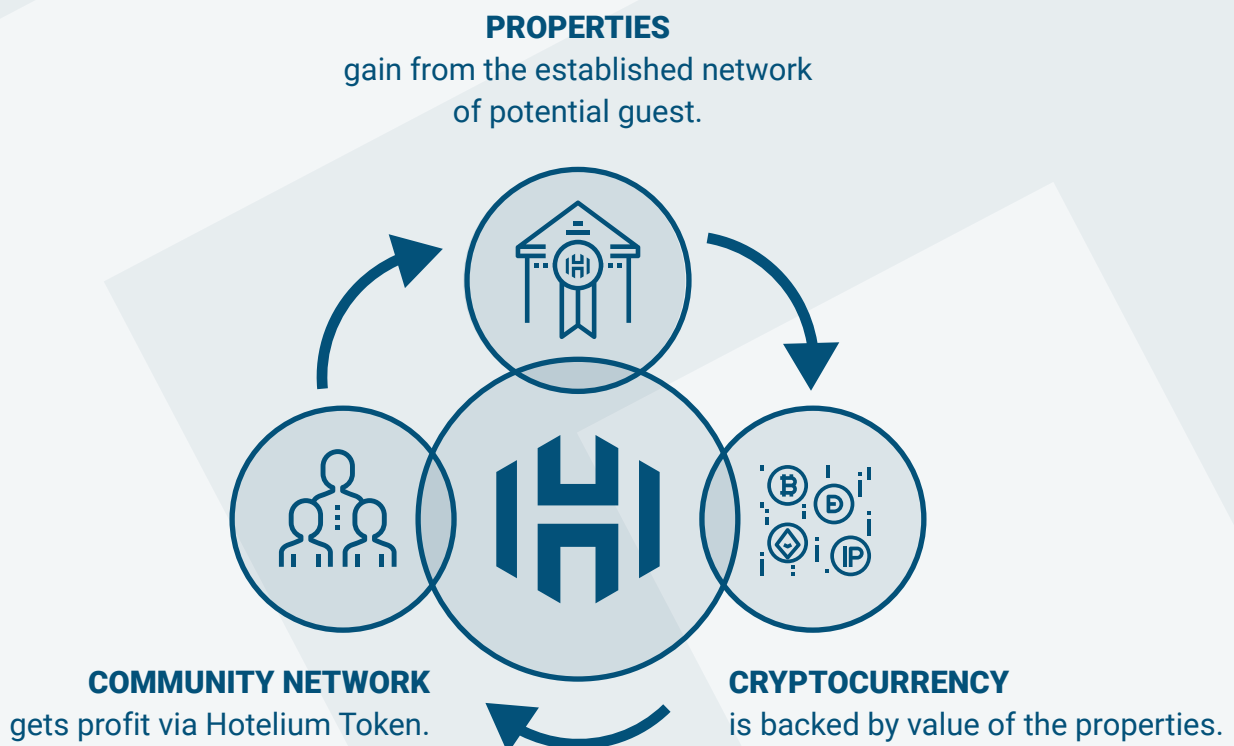 PROPERTIES
gain from the established network
of potential guest.
COMMUNITY NETWORK
gets profit via Hotelium Token.
CRYPTOCURRENCY
is backed by value of the properties.